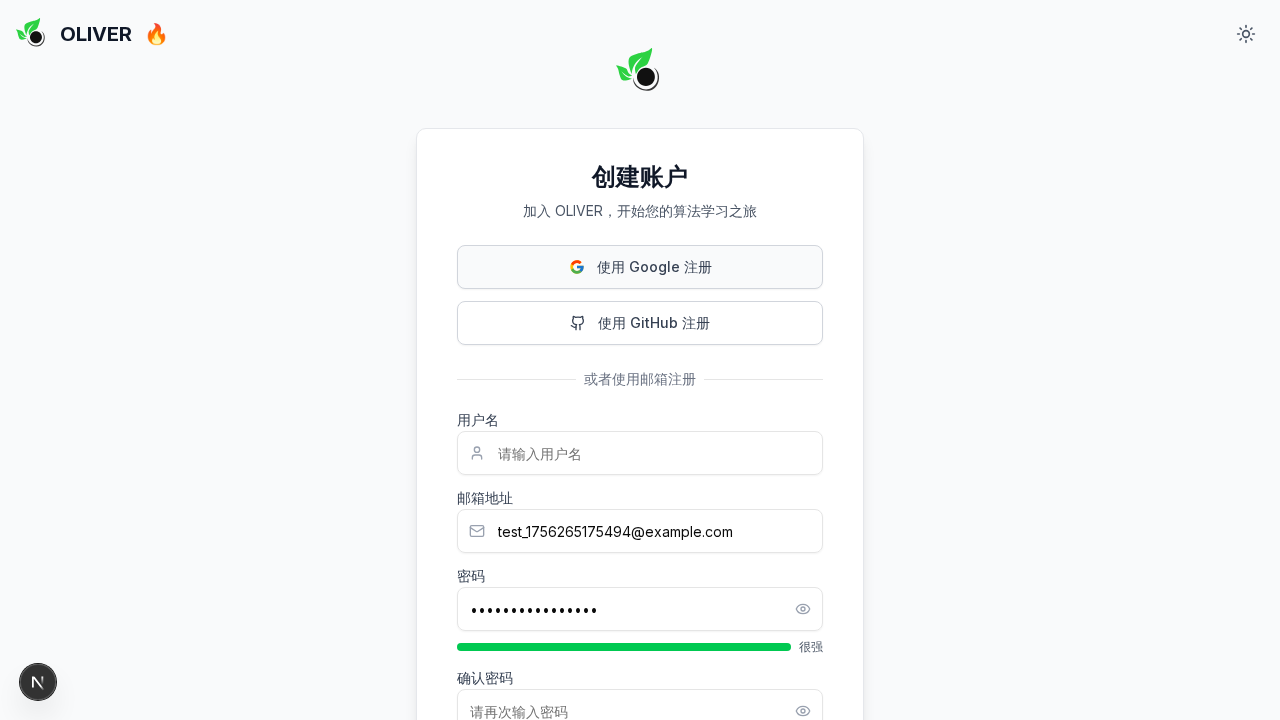 OLIVER 🔥
创建账户
加入 OLIVER，开始您的算法学习之旅
使用 Google 注册
使用 GitHub 注册
或者使用邮箱注册
用户名
请输入用户名
邮箱地址
test_1756265175494@example.com
密码
••••••••••••••••
很强
确认密码
请再次输入密码
N